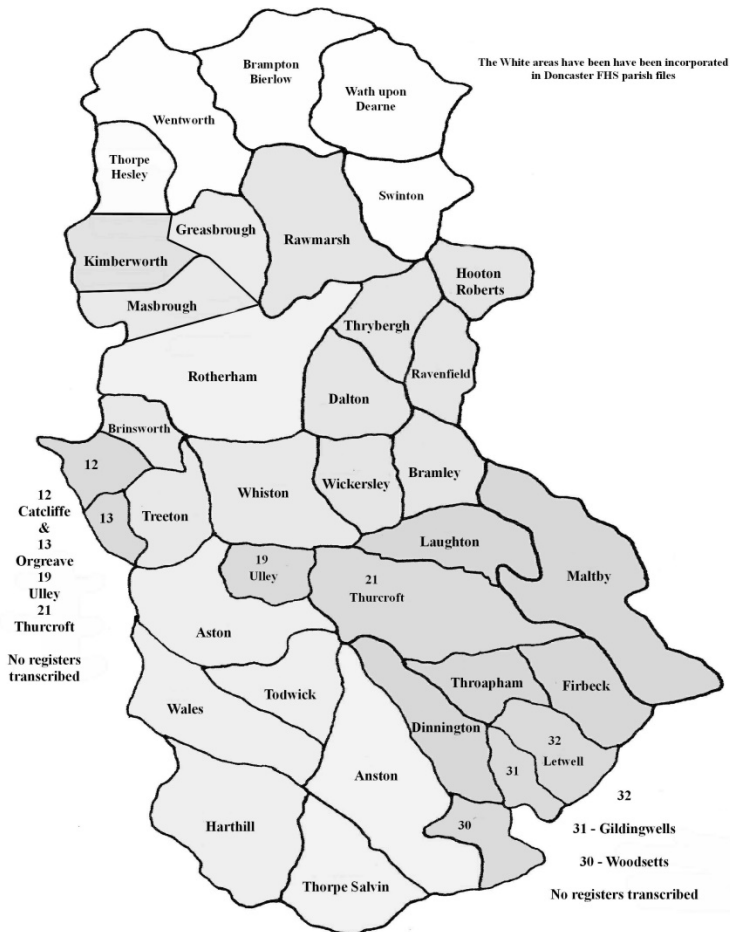 The White areas have been have been incorporated
in Doncaster FHS parish files
Brampton
Bierlow
Wath upon
Dearne
Wentworth
Thorpe
Hesley
Swinton
Greasbrough
Rawmarsh
Kimberworth
Hooton
Roberts
Masbrough
Thrybergh
Rotherham
Ravenfield
Dalton
Brinsworth
12
Whiston
Wickersley
Bramley
13
Treeton
Laughton
Maltby
12
Catcliffe
&
13
Orgreave
19
Ulley
21
Thurcroft
No registers
transcribed
19
Ulley
21
Thurcroft
Aston
Todwick
Wales
Throapham
Firbeck
Dinnington
32
Letwell
31
Anston
Harthill
30
Thorpe Salvin
32
31 - Gildingwells
30 - Woodsetts
No registers transcribed